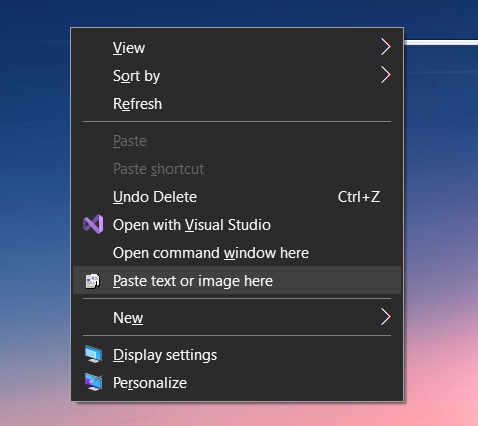 View
Sort by
Refresh
Paste
Paste shortcut
Undo Delete Ctrl+Z
Open with Visual Studio
Open command window here
Paste text or image here
New
Display settings
Personalize